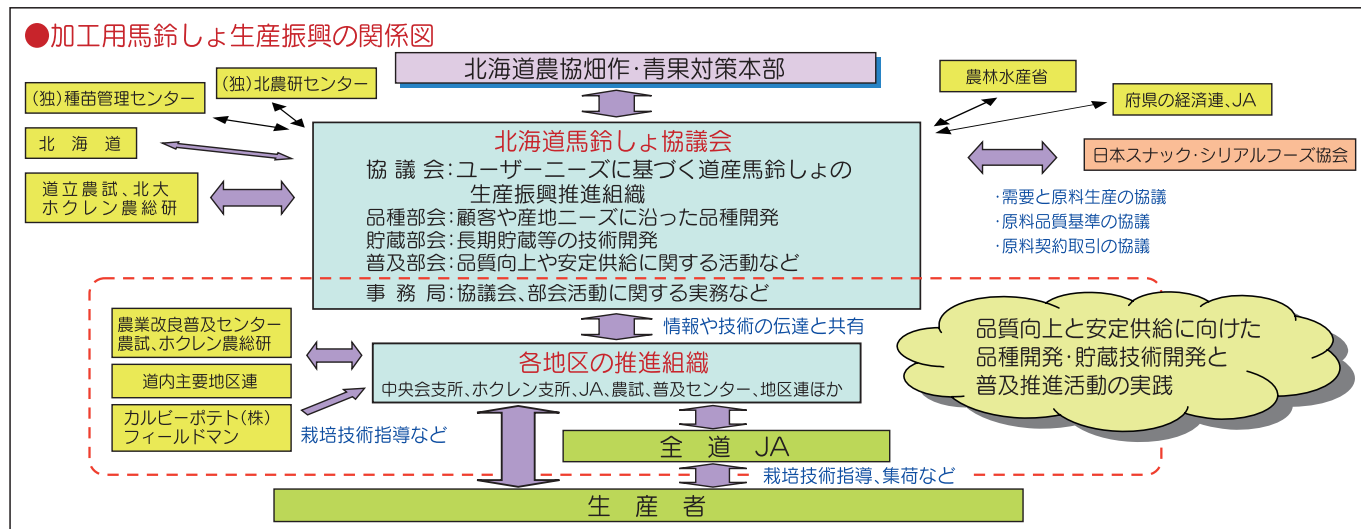 ●加工用馬鈴しょ生産振興の関係図
北海道農協畑作・青果対策本部
(独)北農研センター
(独)種苗管理センター
北海道
道立農試、北大
ホクレン農総研
農林水産省
府県の経済連、JA
日本スナック・シリアルフーズ協会
・需要と原料生産の協議
・原料品質基準の協議
・原料契約取引の協議
北海道馬鈴しょ協議会
協議会:ユーザーニーズに基づく道産馬鈴しょの
生産振興推進組織
品種部会:顧客や産地ニーズに沿った品種開発
貯蔵部会:長期貯蔵等の技術開発
普及部会:品質向上や安定供給に関する活動など
事務局:協議会、部会活動に関する実務など
情報や技術の伝達と共有
農業改良普及センター
農試、ホクレン農総研
道内主要地区連
カルビーポテト(株)
フィールドマン
栽培技術指導など
各地区の推進組織
中央会支所、ホクレン支所、JA、農試、普及センター、地区連ほか
品質向上と安定供給に向けた
品種開発・貯蔵技術開発と
普及推進活動の実践
全道JA
栽培技術指導、集荷など
生産者